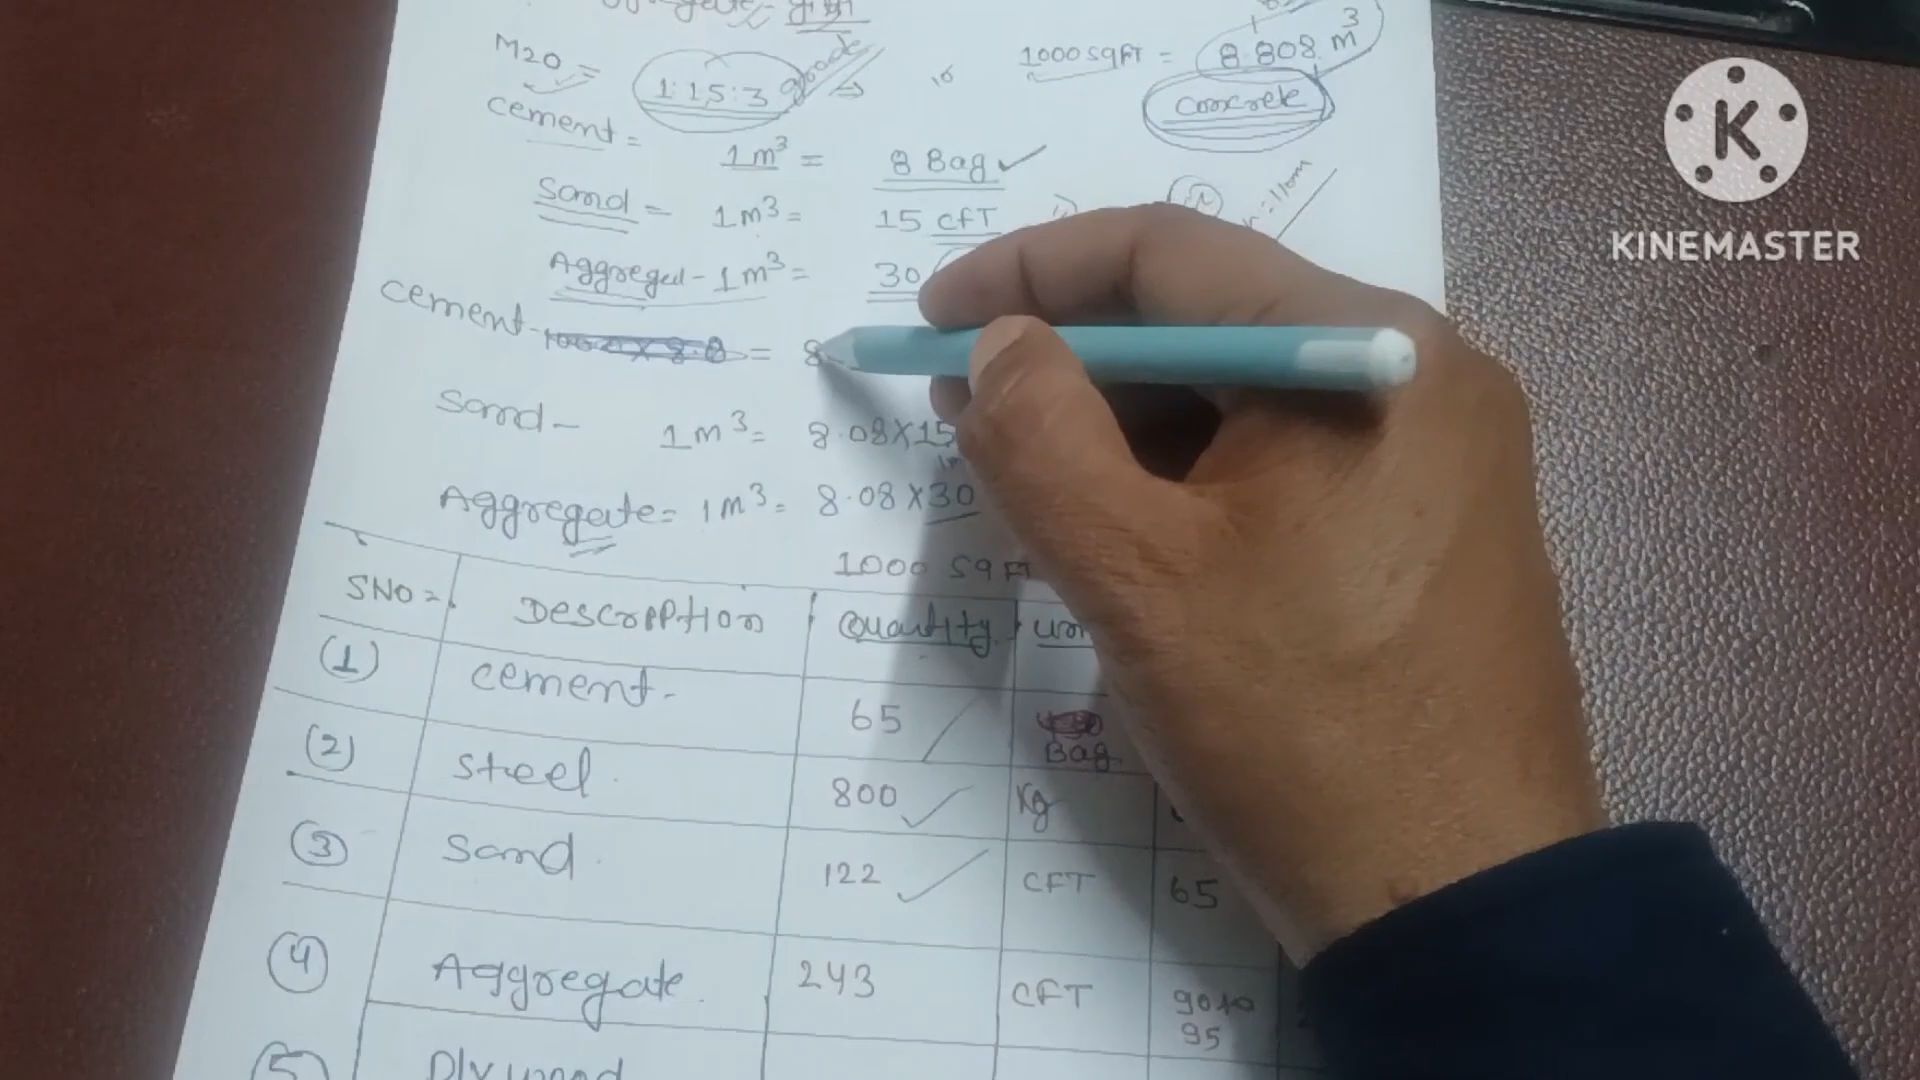 M20 = 1:1.5:3 grade
1000 SQFT = 8.808 m3
Concrete
cement = 1m3 = 8 Bag
Sand = 1m3 = 15 CFT
Aggreged - 1m3 = 30
cement - = 8
Sand - 1m3 = 8.08X15
Aggregate = 1m3 = 8.08X30
1000 SQFT
SNO = Description Quantity
(1) cement - 65 Bag
(2) Steel. 800 Kg
(3) Sand. 122 CFT 65
(4) Aggregate. 243 CFT 90to
95
(5) Plywood
K
KINEMASTER